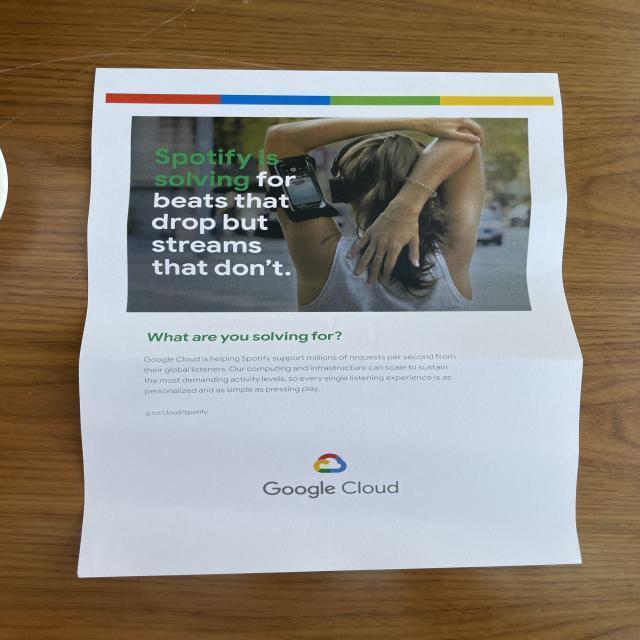 Spotify is
solving for
beats that
drop but
streams
that don't.
What are you solving for?
Google Cloud is helping Spotify support millions of requests per second from
their global listeners. Our computing and infrastructure can scale to sustain
the most demanding activity levels, so every single listening experience is as
personalized and as simple as pressing play.
g.co/cloud/spotify
Google Cloud